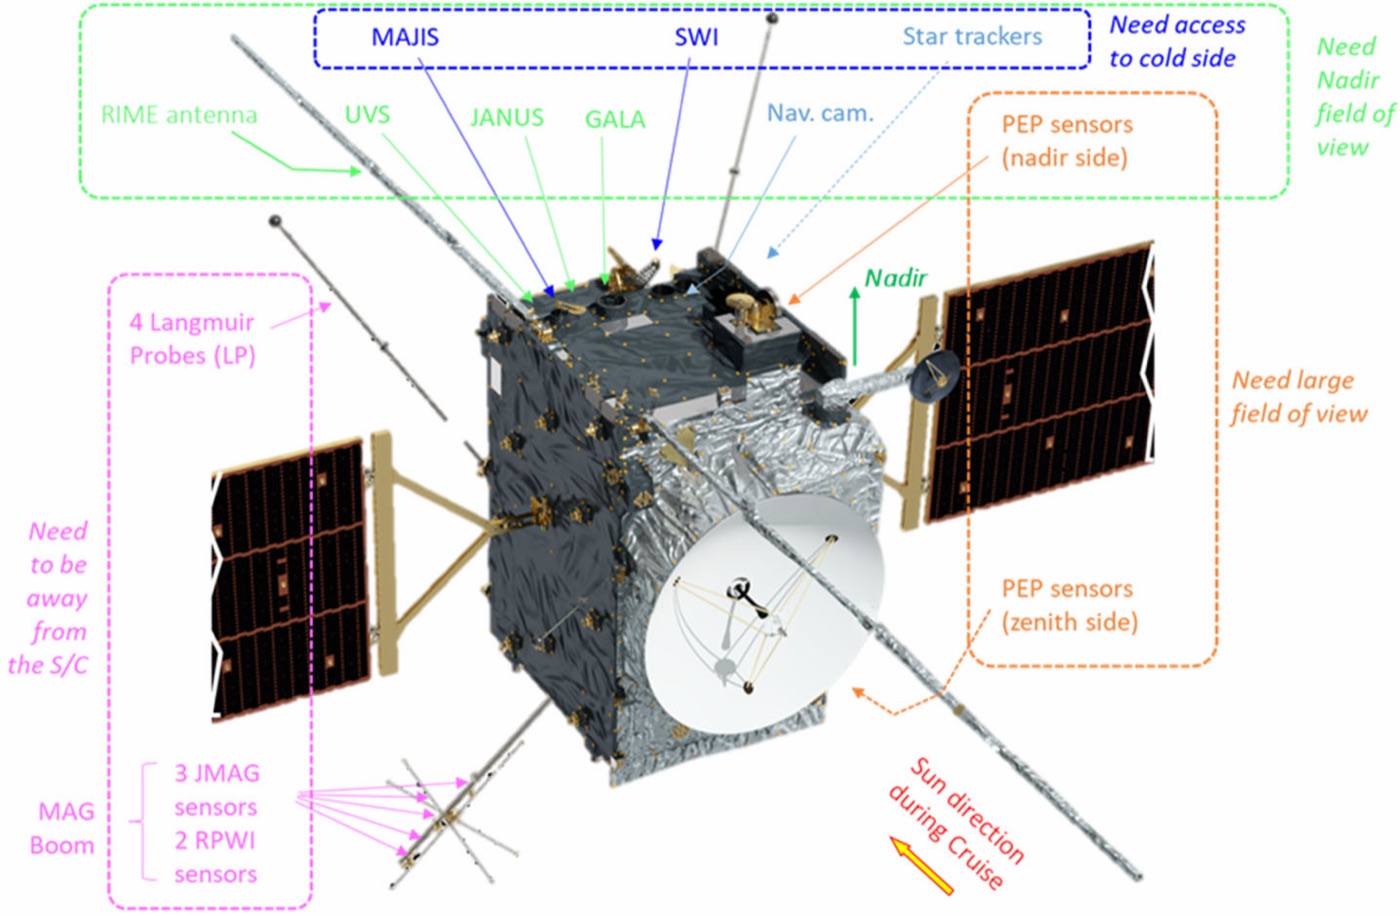 MAJIS
SWI
Star trackers
Need access
to cold side
Need
Nadir
field of
view
RIME antenna
UVS
JANUS
GALA
Nav. cam.
PEP sensors
(nadir side)
Nadir
4 Langmuir
Probes (LP)
Need large
field of view
Need
to be
away
from
the S/C
PEP sensors
(zenith side)
MAG
Boom
3 JMAG
sensors
2 RPWI
sensors
Sun direction
during Cruise